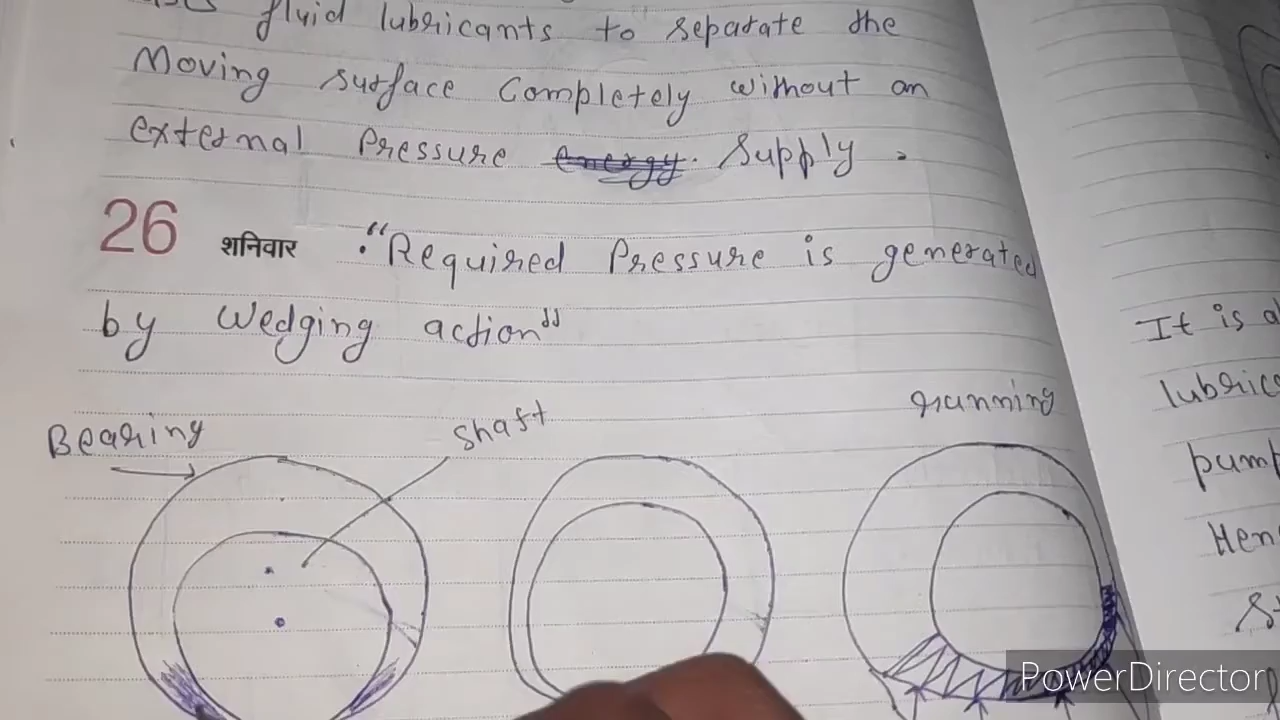 fluid lubricants to separate the
Moving surface Completely without an
external Pressure energy. Supply.
26 शनिवार "Required Pressure is generated
by wedging action"
Bearing
shaft
running
It is
lubric
pump
Hen
PowerDirector